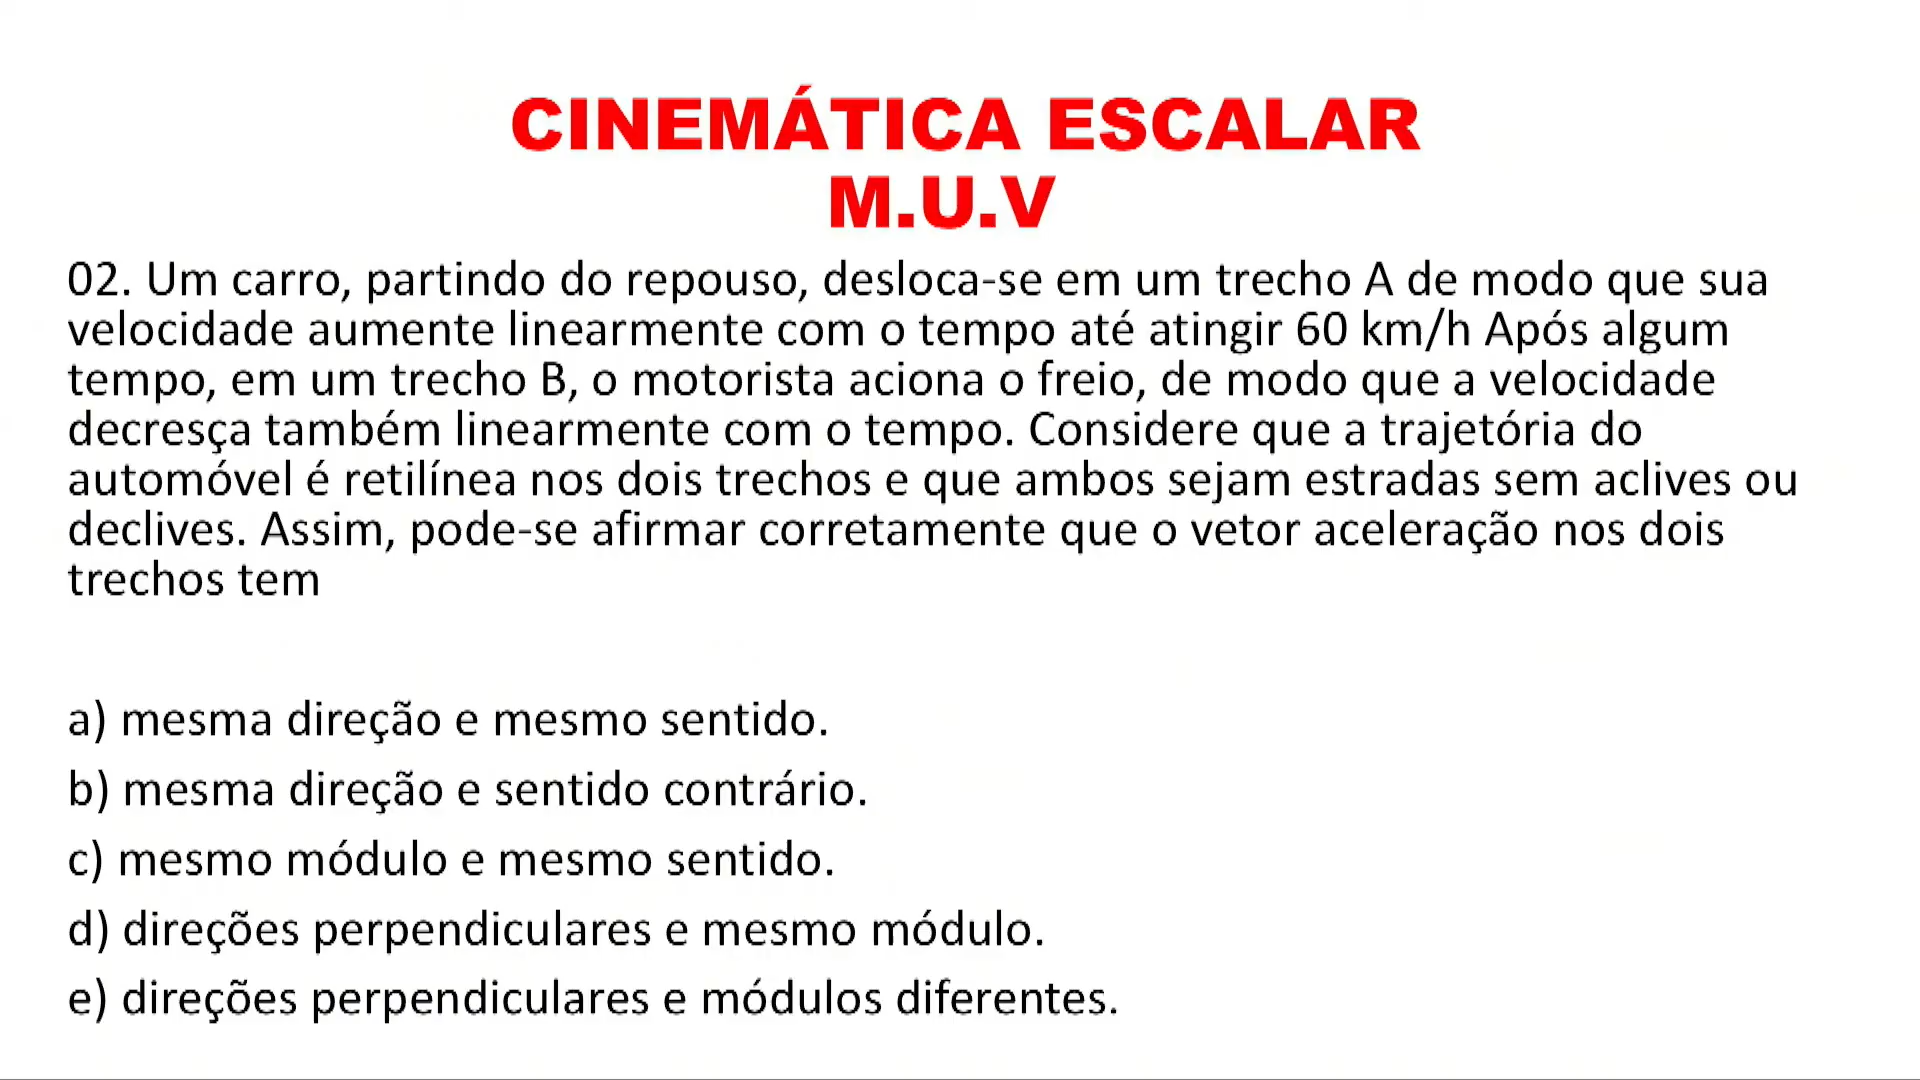 CINEMÁTICA ESCALAR
M.U.V
02. Um carro, partindo do repouso, desloca-se em um trecho A de modo que sua
velocidade aumente linearmente com o tempo até atingir 60 km/h Após algum
tempo, em um trecho B, o motorista aciona o freio, de modo que a velocidade
decresça também linearmente com o tempo. Considere que a trajetória do
automóvel é retilínea nos dois trechos e que ambos sejam estradas sem aclives ou
declives. Assim, pode-se afirmar corretamente que o vetor aceleração nos dois
trechos tem
a) mesma direção e mesmo sentido.
b) mesma direção e sentido contrário.
c) mesmo módulo e mesmo sentido.
d) direções perpendiculares e mesmo módulo.
e) direções perpendiculares e módulos diferentes.